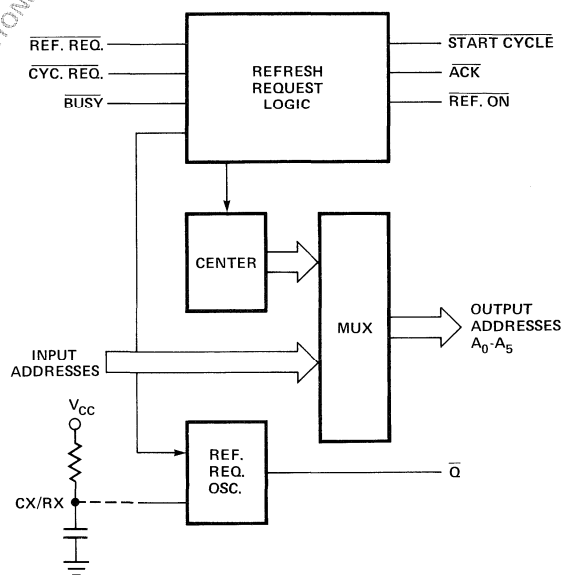 REF. REQ.
CYC. REQ.
BUSY
REFRESH
REQUEST
LOGIC
START CYCLE
ACK
REF. ON
CENTER
MUX
OUTPUT
ADDRESSES
A₀-A₅
INPUT
ADDRESSES
VCC
REF.
REQ.
OSC.
Q̅
CX/RX